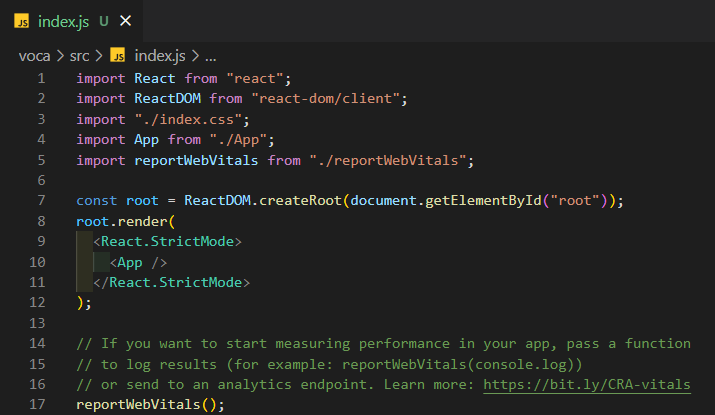 JS index.js U ×
voca > src > JS index.js > ...
1 import React from "react";
2 import ReactDOM from "react-dom/client";
3 import "./index.css";
4 import App from "./App";
5 import reportWebVitals from "./reportWebVitals";
6
7 const root = ReactDOM.createRoot(document.getElementById("root"));
8 root.render(
9   <React.StrictMode>
10     <App />
11   </React.StrictMode>
12 );
13
14 // If you want to start measuring performance in your app, pass a function
15 // to log results (for example: reportWebVitals(console.log))
16 // or send to an analytics endpoint. Learn more: https://bit.ly/CRA-vitals
17 reportWebVitals();